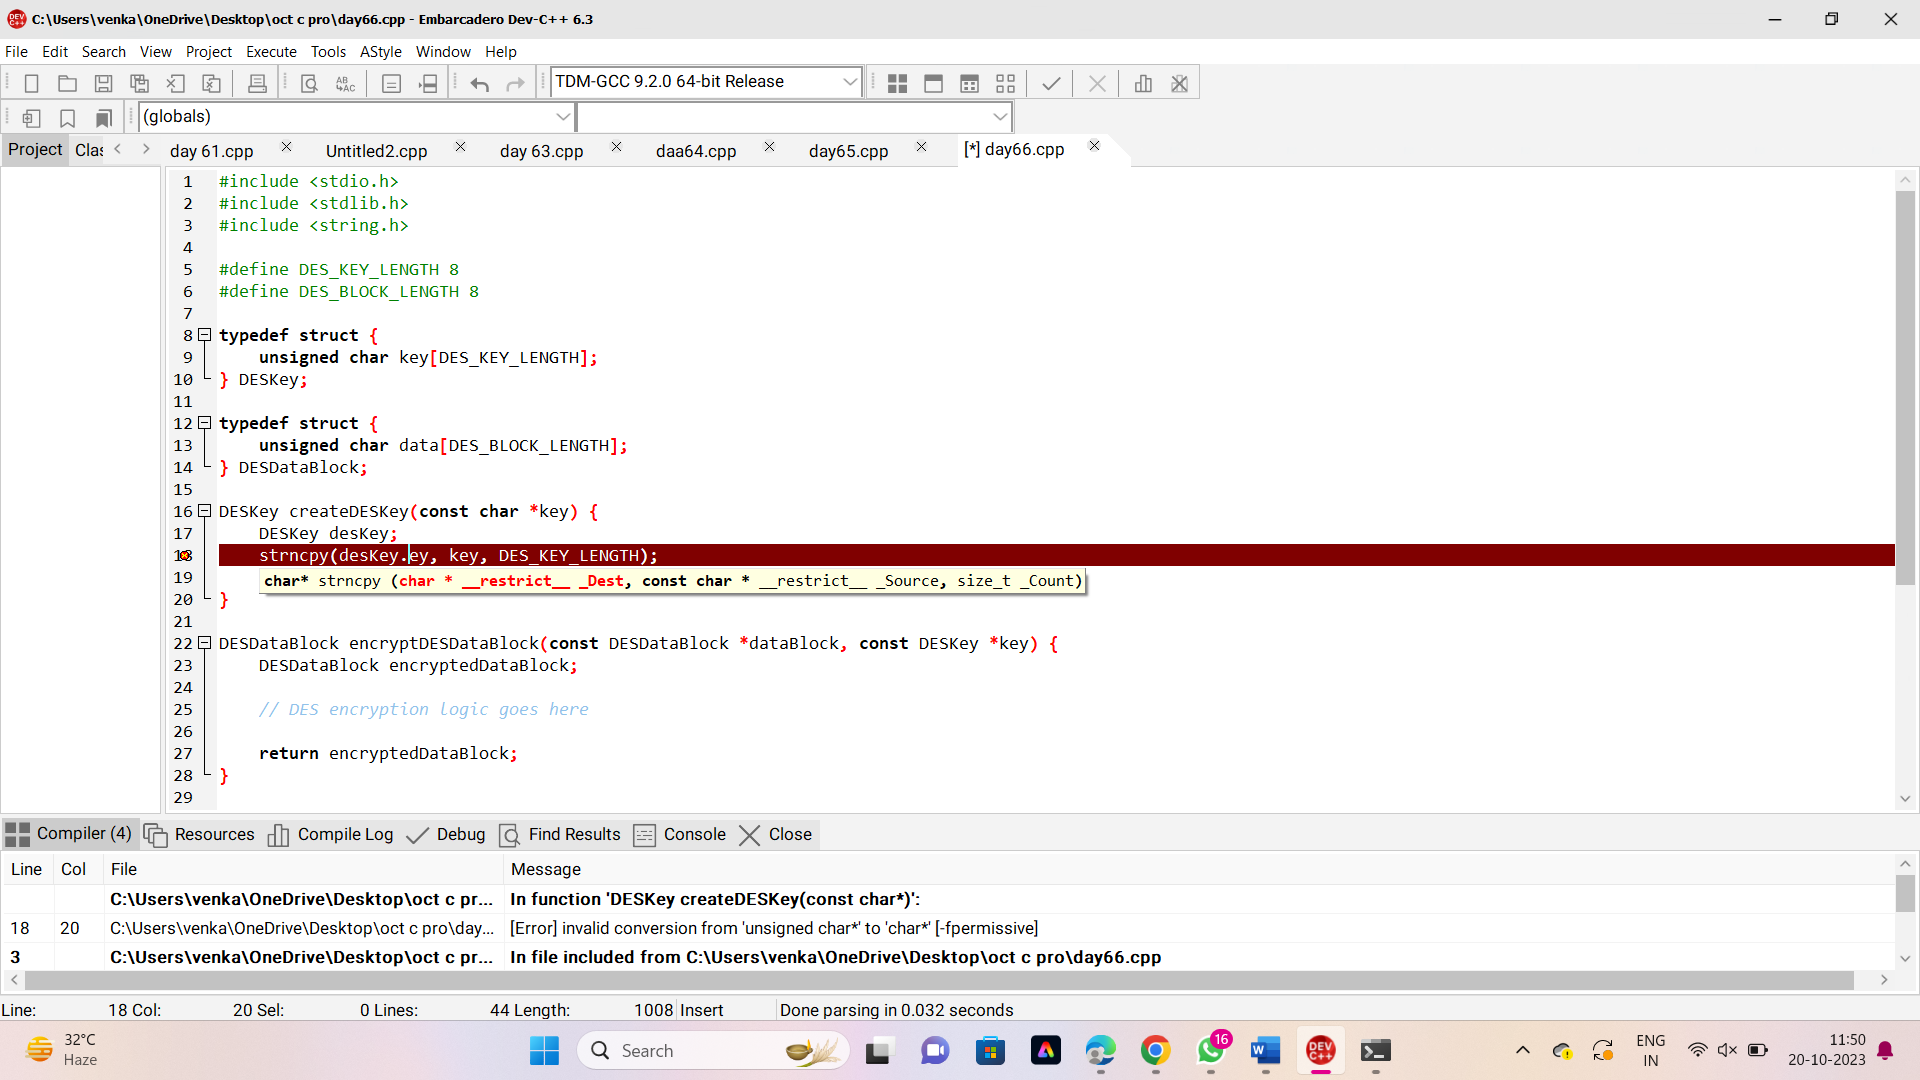 C:\Users\venka\OneDrive\Desktop\oct c pro\day66.cpp - Embarcadero Dev-C++ 6.3
File Edit Search View Project Execute Tools AStyle Window Help
TDM-GCC 9.2.0 64-bit Release
(globals)
Project Clas day 61.cpp Untitled2.cpp day 63.cpp daa64.cpp day65.cpp [*] day66.cpp
1 #include <stdio.h>
2 #include <stdlib.h>
3 #include <string.h>
4
5 #define DES_KEY_LENGTH 8
6 #define DES_BLOCK_LENGTH 8
7
8 typedef struct {
9 unsigned char key[DES_KEY_LENGTH];
10 } DESKey;
11
12 typedef struct {
13 unsigned char data[DES_BLOCK_LENGTH];
14 } DESDataBlock;
15
16 DESKey createDESKey(const char *key) {
17 DESKey desKey;
18 strncpy(desKey.ey, key, DES_KEY_LENGTH);
19 char* strncpy (char * __restrict__ _Dest, const char * __restrict__ _Source, size_t _Count)
20 }
21
22 DESDataBlock encryptDESDataBlock(const DESDataBlock *dataBlock, const DESKey *key) {
23 DESDataBlock encryptedDataBlock;
24
25 // DES encryption logic goes here
26
27 return encryptedDataBlock;
28 }
29
Compiler (4) Resources Compile Log Debug Find Results Console Close
Line Col File Message
C:\Users\venka\OneDrive\Desktop\oct c pr... In function 'DESKey createDESKey(const char*)':
18 20 C:\Users\venka\OneDrive\Desktop\oct c pro\day... [Error] invalid conversion from 'unsigned char*' to 'char*' [-fpermissive]
3 C:\Users\venka\OneDrive\Desktop\oct c pr... In file included from C:\Users\venka\OneDrive\Desktop\oct c pro\day66.cpp
Line: 18 Col: 20 Sel: 0 Lines: 44 Length: 1008 Insert Done parsing in 0.032 seconds
32°C
Haze
Search
16
DEV C++
ENG
IN
11:50
20-10-2023